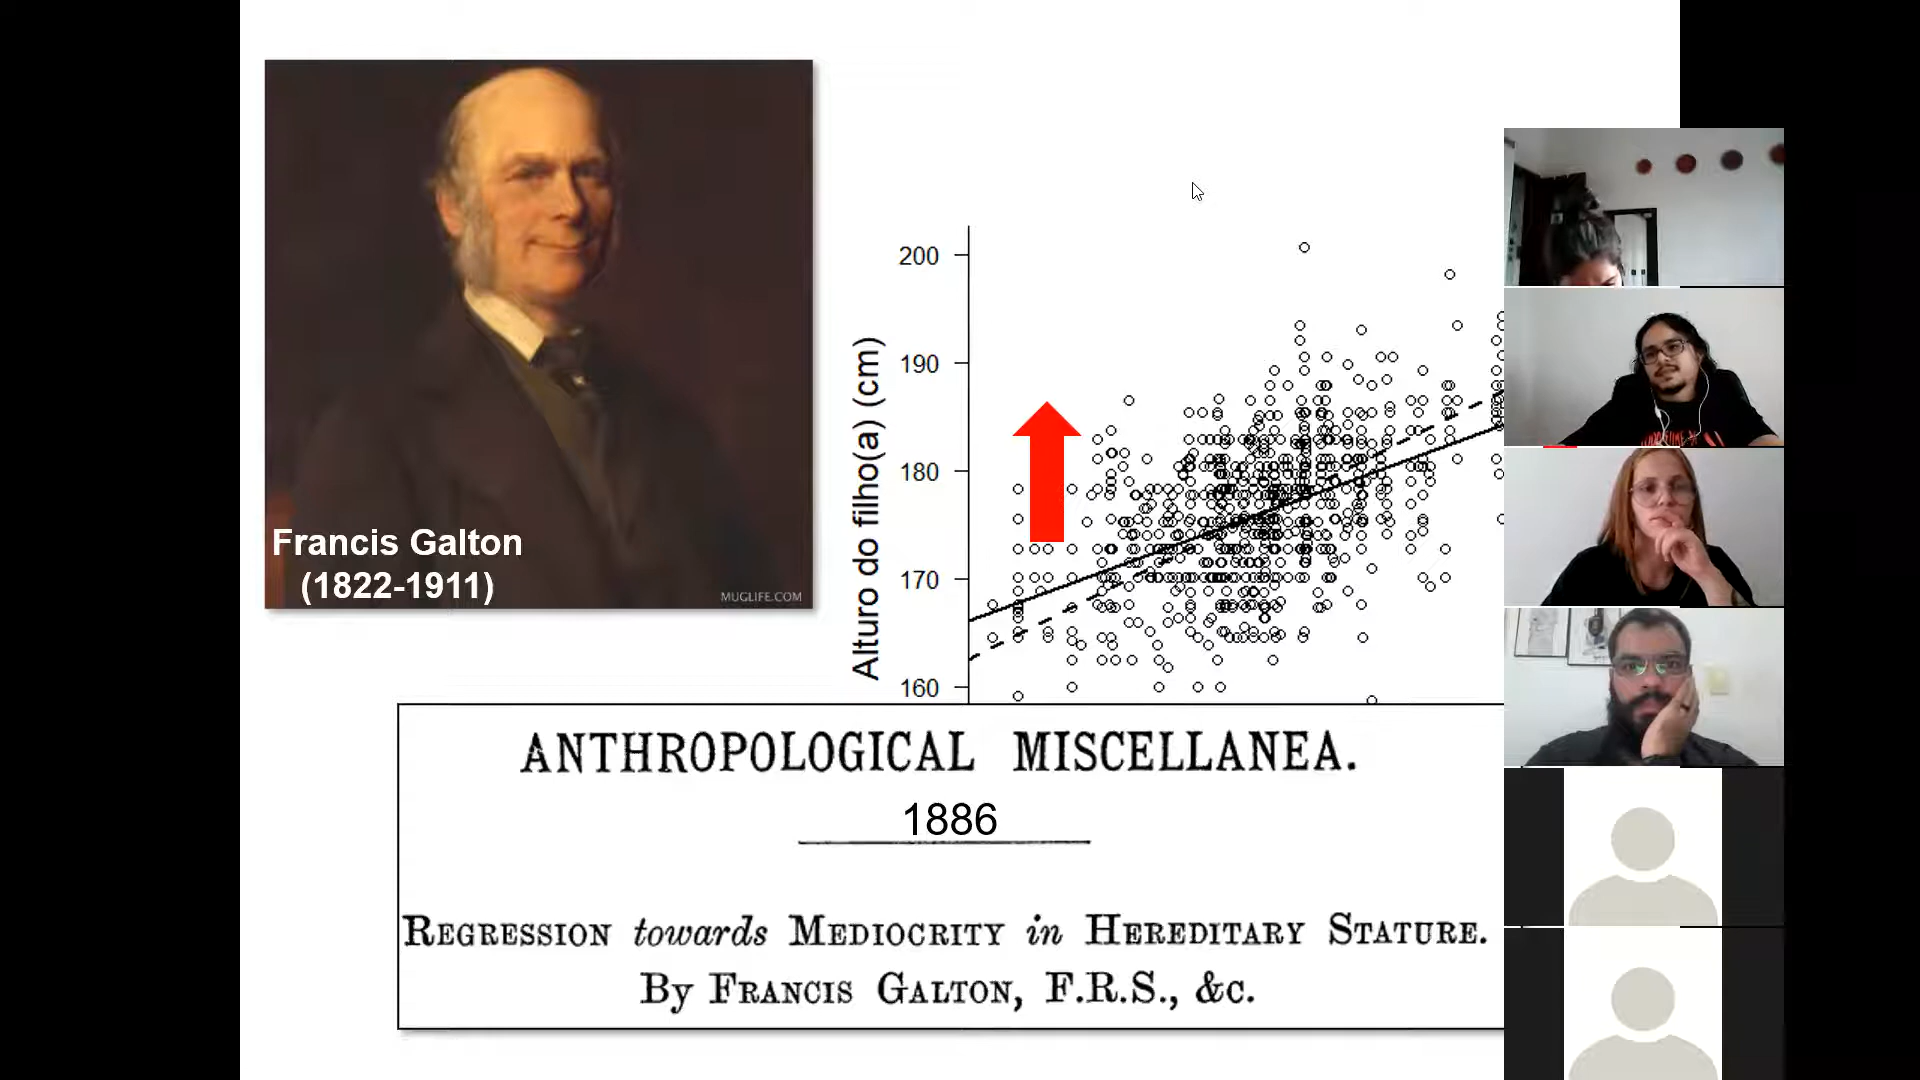 Francis Galton
(1822-1911)
MUGLIFE.COM
Alturo do filho(a) (cm)
200
190
180
170
160
ANTHROPOLOGICAL MISCELLANEA.
1886
REGRESSION towards MEDIOCRITY in HEREDITARY STATURE.
By FRANCIS GALTON, F.R.S., &c.